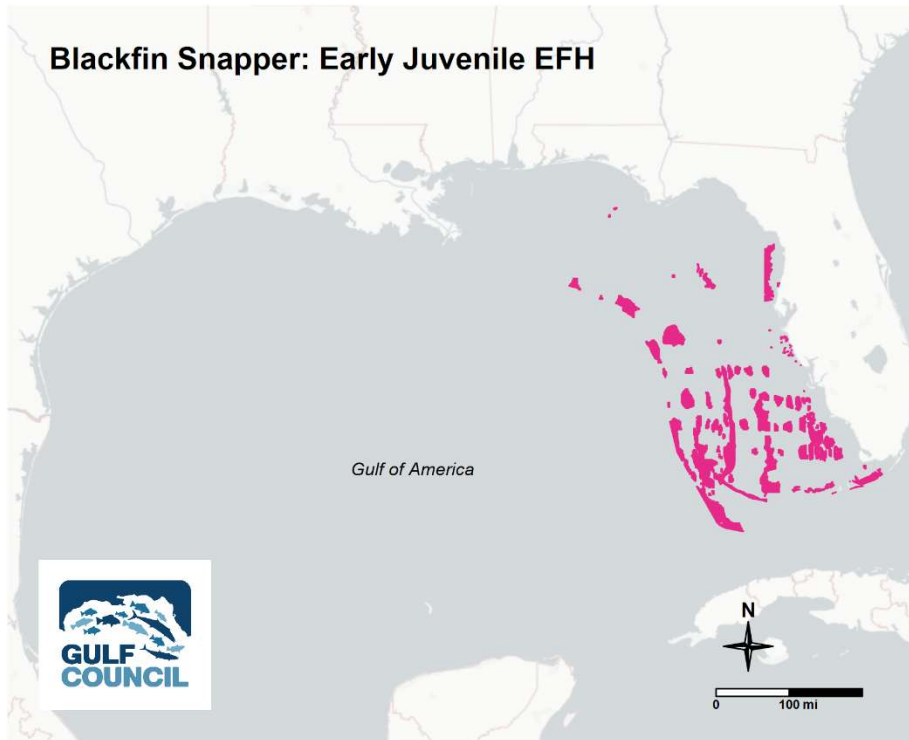 Blackfin Snapper: Early Juvenile EFH
Gulf of America
GULF
COUNCIL
N
0 100 mi